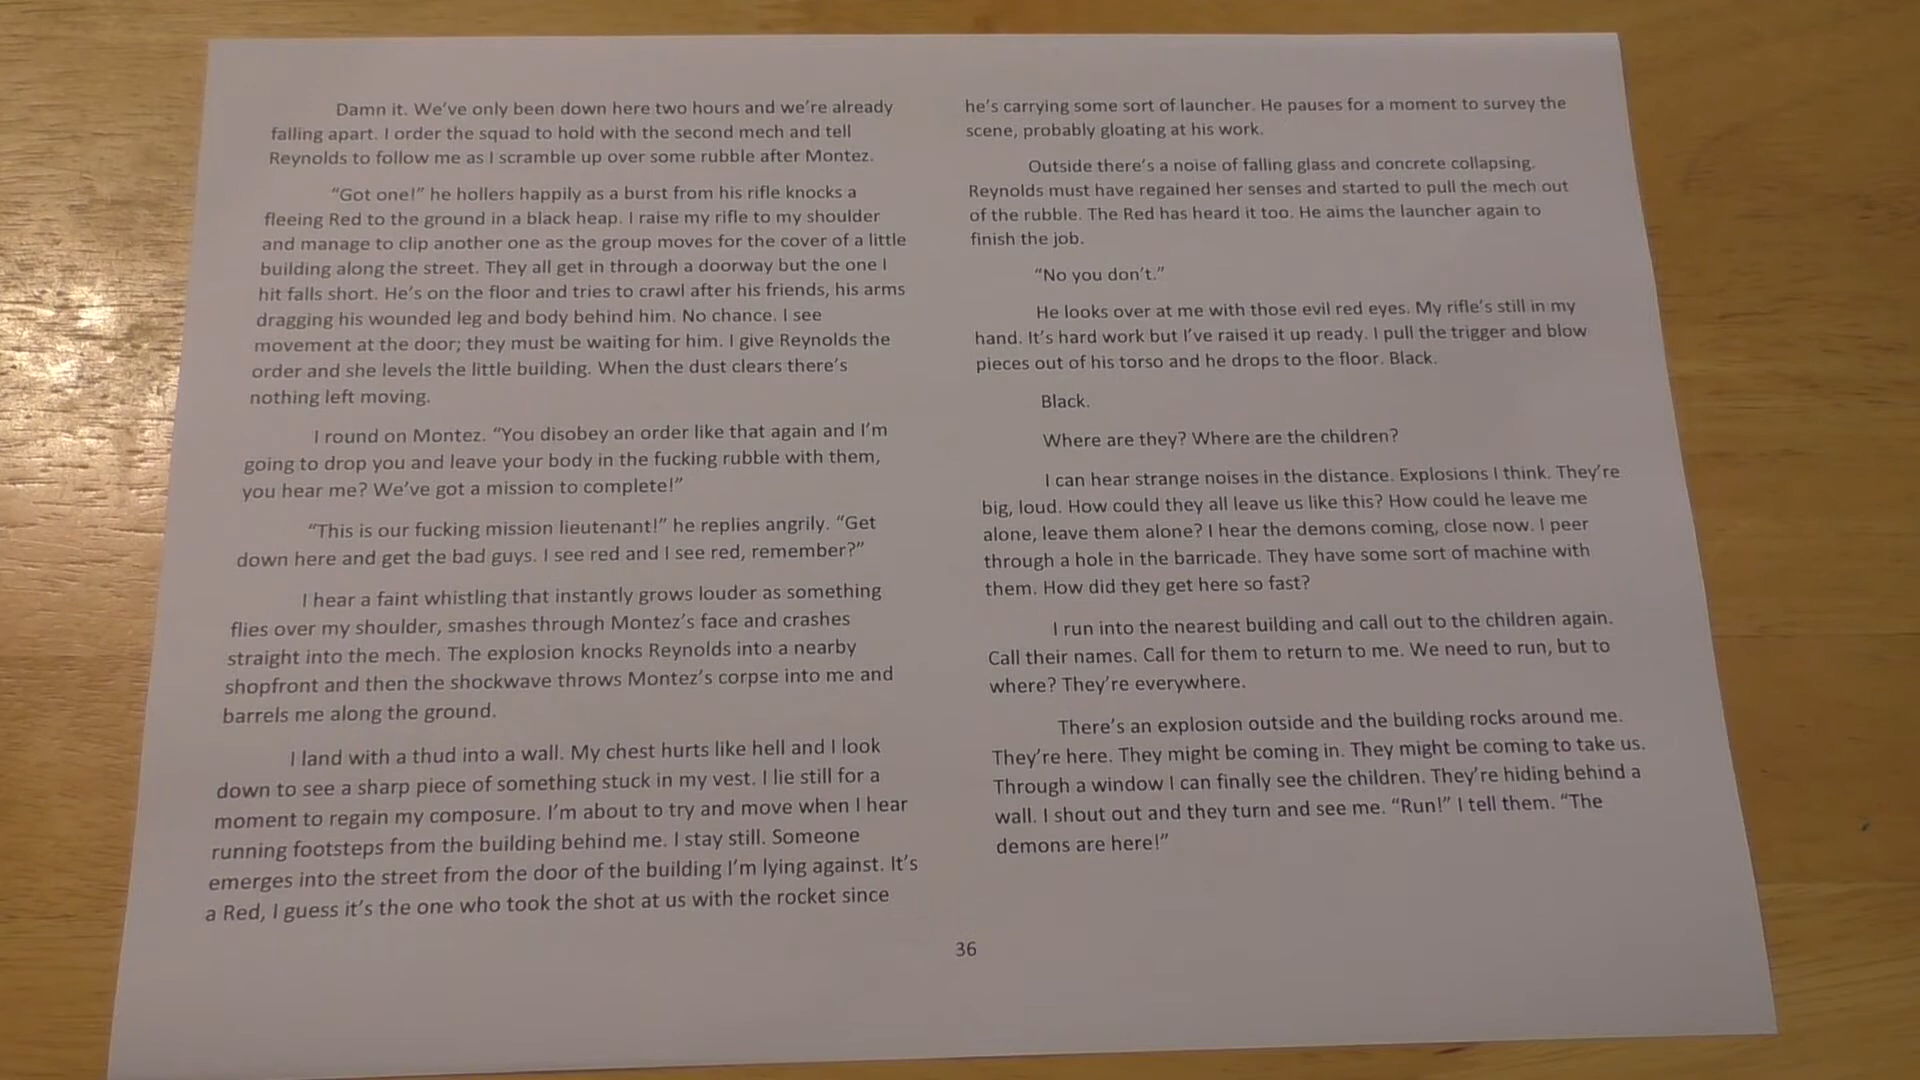 Damn it. We've only been down here two hours and we're already
falling apart. I order the squad to hold with the second mech and tell
Reynolds to follow me as I scramble up over some rubble after Montez.
"Got one!" he hollers happily as a burst from his rifle knocks a
fleeing Red to the ground in a black heap. I raise my rifle to my shoulder
and manage to clip another one as the group moves for the cover of a little
building along the street. They all get in through a doorway but the one I
hit falls short. He's on the floor and tries to crawl after his friends, his arms
dragging his wounded leg and body behind him. No chance. I see
movement at the door; they must be waiting for him. I give Reynolds the
order and she levels the little building. When the dust clears there's
nothing left moving.
I round on Montez. "You disobey an order like that again and I'm
going to drop you and leave your body in the fucking rubble with them,
you hear me? We've got a mission to complete!"
"This is our fucking mission lieutenant!" he replies angrily. "Get
down here and get the bad guys. I see red and I see red, remember?"
I hear a faint whistling that instantly grows louder as something
flies over my shoulder, smashes through Montez's face and crashes
straight into the mech. The explosion knocks Reynolds into a nearby
shopfront and then the shockwave throws Montez's corpse into me and
barrels me along the ground.
I land with a thud into a wall. My chest hurts like hell and I look
down to see a sharp piece of something stuck in my vest. I lie still for a
moment to regain my composure. I'm about to try and move when I hear
running footsteps from the building behind me. I stay still. Someone
emerges into the street from the door of the building I'm lying against. It's
a Red, I guess it's the one who took the shot at us with the rocket since
he's carrying some sort of launcher. He pauses for a moment to survey the
scene, probably gloating at his work.
Outside there's a noise of falling glass and concrete collapsing.
Reynolds must have regained her senses and started to pull the mech out
of the rubble. The Red has heard it too. He aims the launcher again to
finish the job.
"No you don't."
He looks over at me with those evil red eyes. My rifle's still in my
hand. It's hard work but I've raised it up ready. I pull the trigger and blow
pieces out of his torso and he drops to the floor. Black.
Black.
Where are they? Where are the children?
I can hear strange noises in the distance. Explosions I think. They're
big, loud. How could they all leave us like this? How could he leave me
alone, leave them alone? I hear the demons coming, close now. I peer
through a hole in the barricade. They have some sort of machine with
them. How did they get here so fast?
I run into the nearest building and call out to the children again.
Call their names. Call for them to return to me. We need to run, but to
where? They're everywhere.
There's an explosion outside and the building rocks around me.
They're here. They might be coming in. They might be coming to take us.
Through a window I can finally see the children. They're hiding behind a
wall. I shout out and they turn and see me. "Run!" I tell them. "The
demons are here!"
36